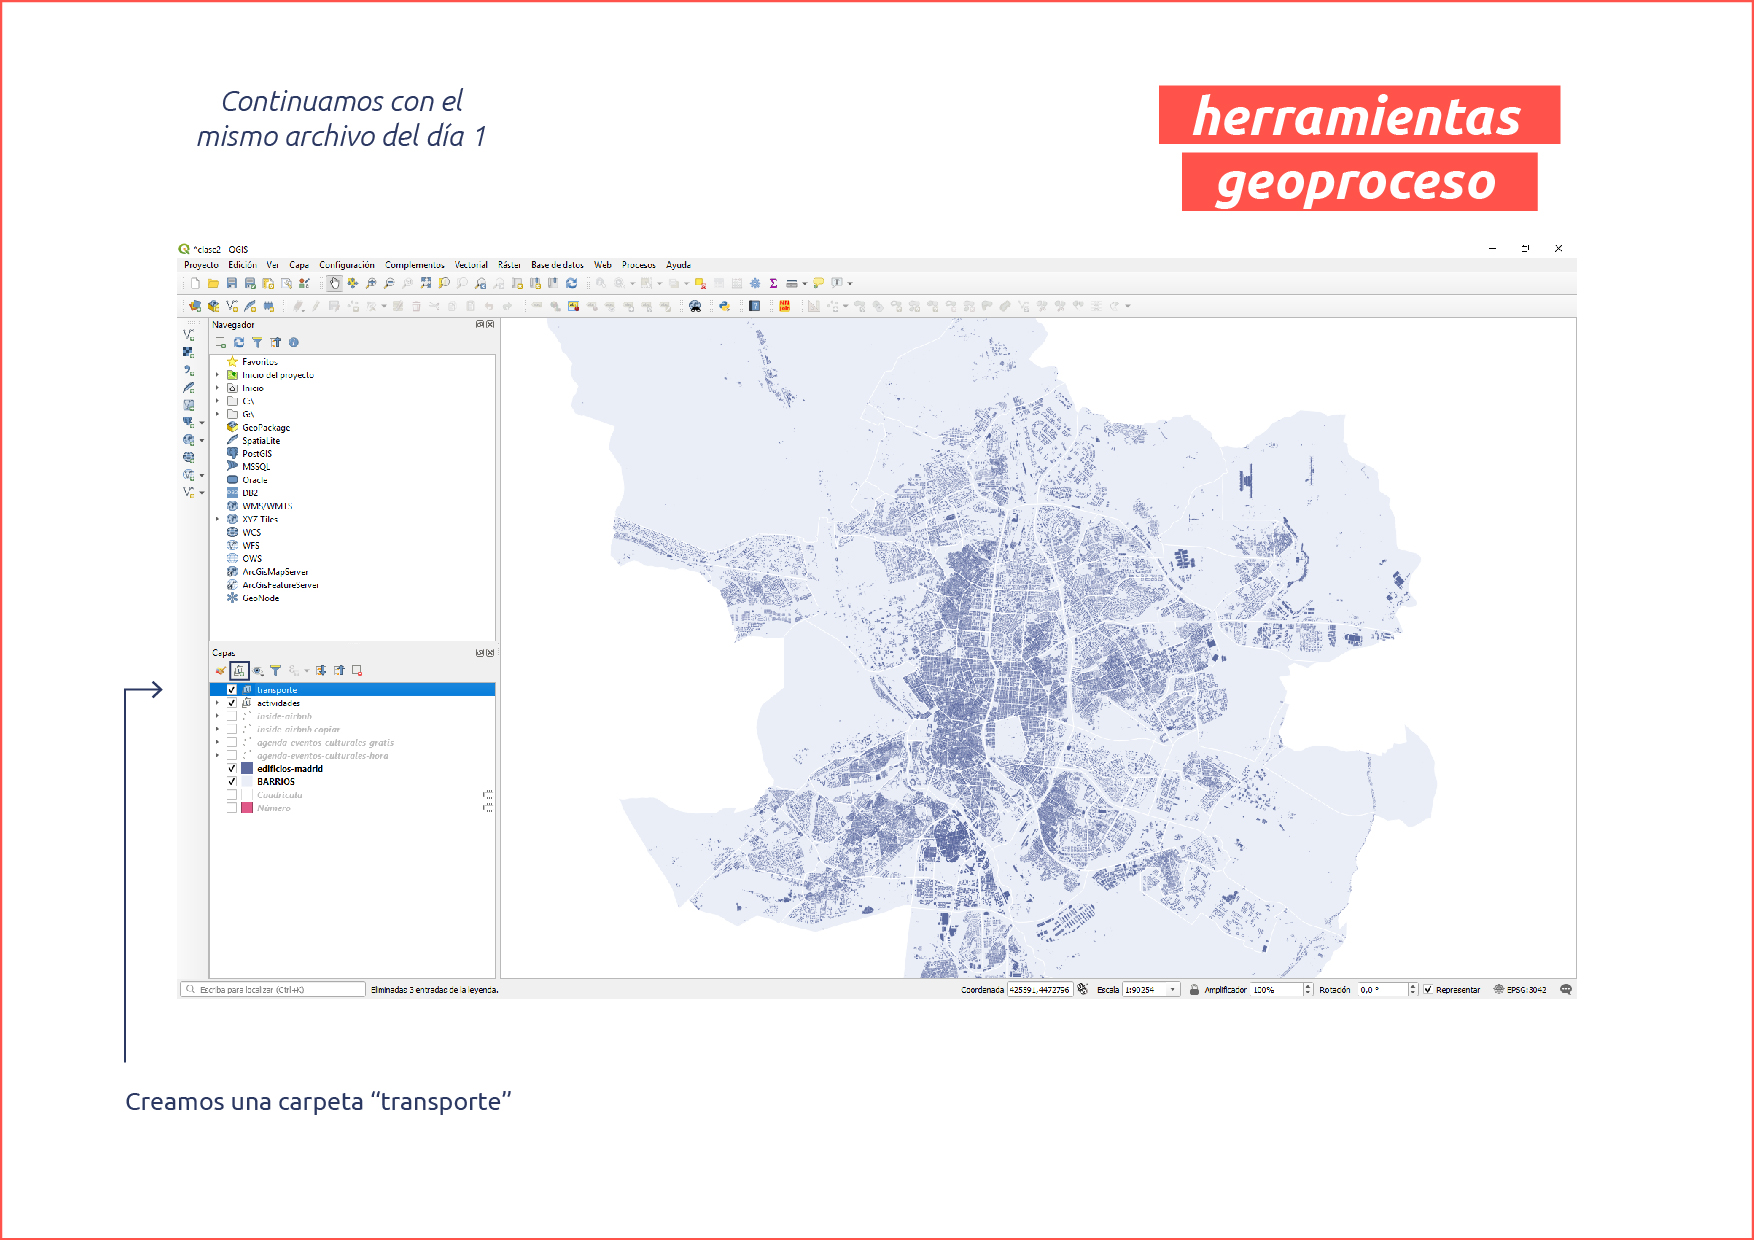 Continuamos con el
mismo archivo del día 1
herramientas
geoproceso
*clase2 - QGIS
Proyecto Edición Ver Capa Configuración Complementos Vectorial Ráster Base de datos Web Procesos Ayuda
Navegador
Favoritos
Inicio del proyecto
Inicio
C:\
G:\
GeoPackage
SpatiaLite
PostGIS
MSSQL
Oracle
DB2
WMS/WMTS
XYZ Tiles
WCS
WFS
OWS
ArcGisMapServer
ArcGisFeatureServer
GeoNode
Capas
transporte
actividades
inside-airbnb
inside-airbnb copiar
agenda-eventos-culturales-gratis
agenda-eventos-culturales-hora
edificios-madrid
BARRIOS
Cuadricula
Número
Escriba para localizar (Ctrl+K) Eliminadas 3 entradas de la leyenda. Coordenada 425591,4472796 Escala 1:90254 Amplificador 100% Rotación 0,0 ° Representar EPSG:3042
Creamos una carpeta “transporte”